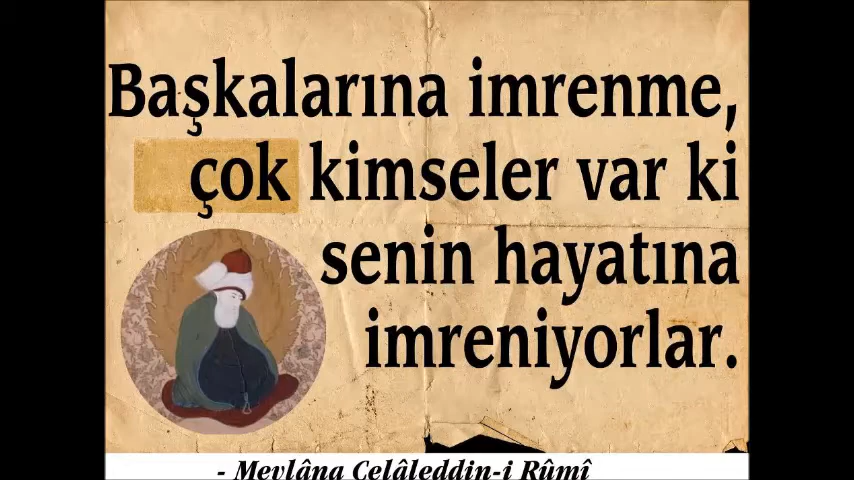 Başkalarına imrenme,
çok kimseler var ki
senin hayatına
imreniyorlar.
- Mevlâna Celâleddin-i Rûmî